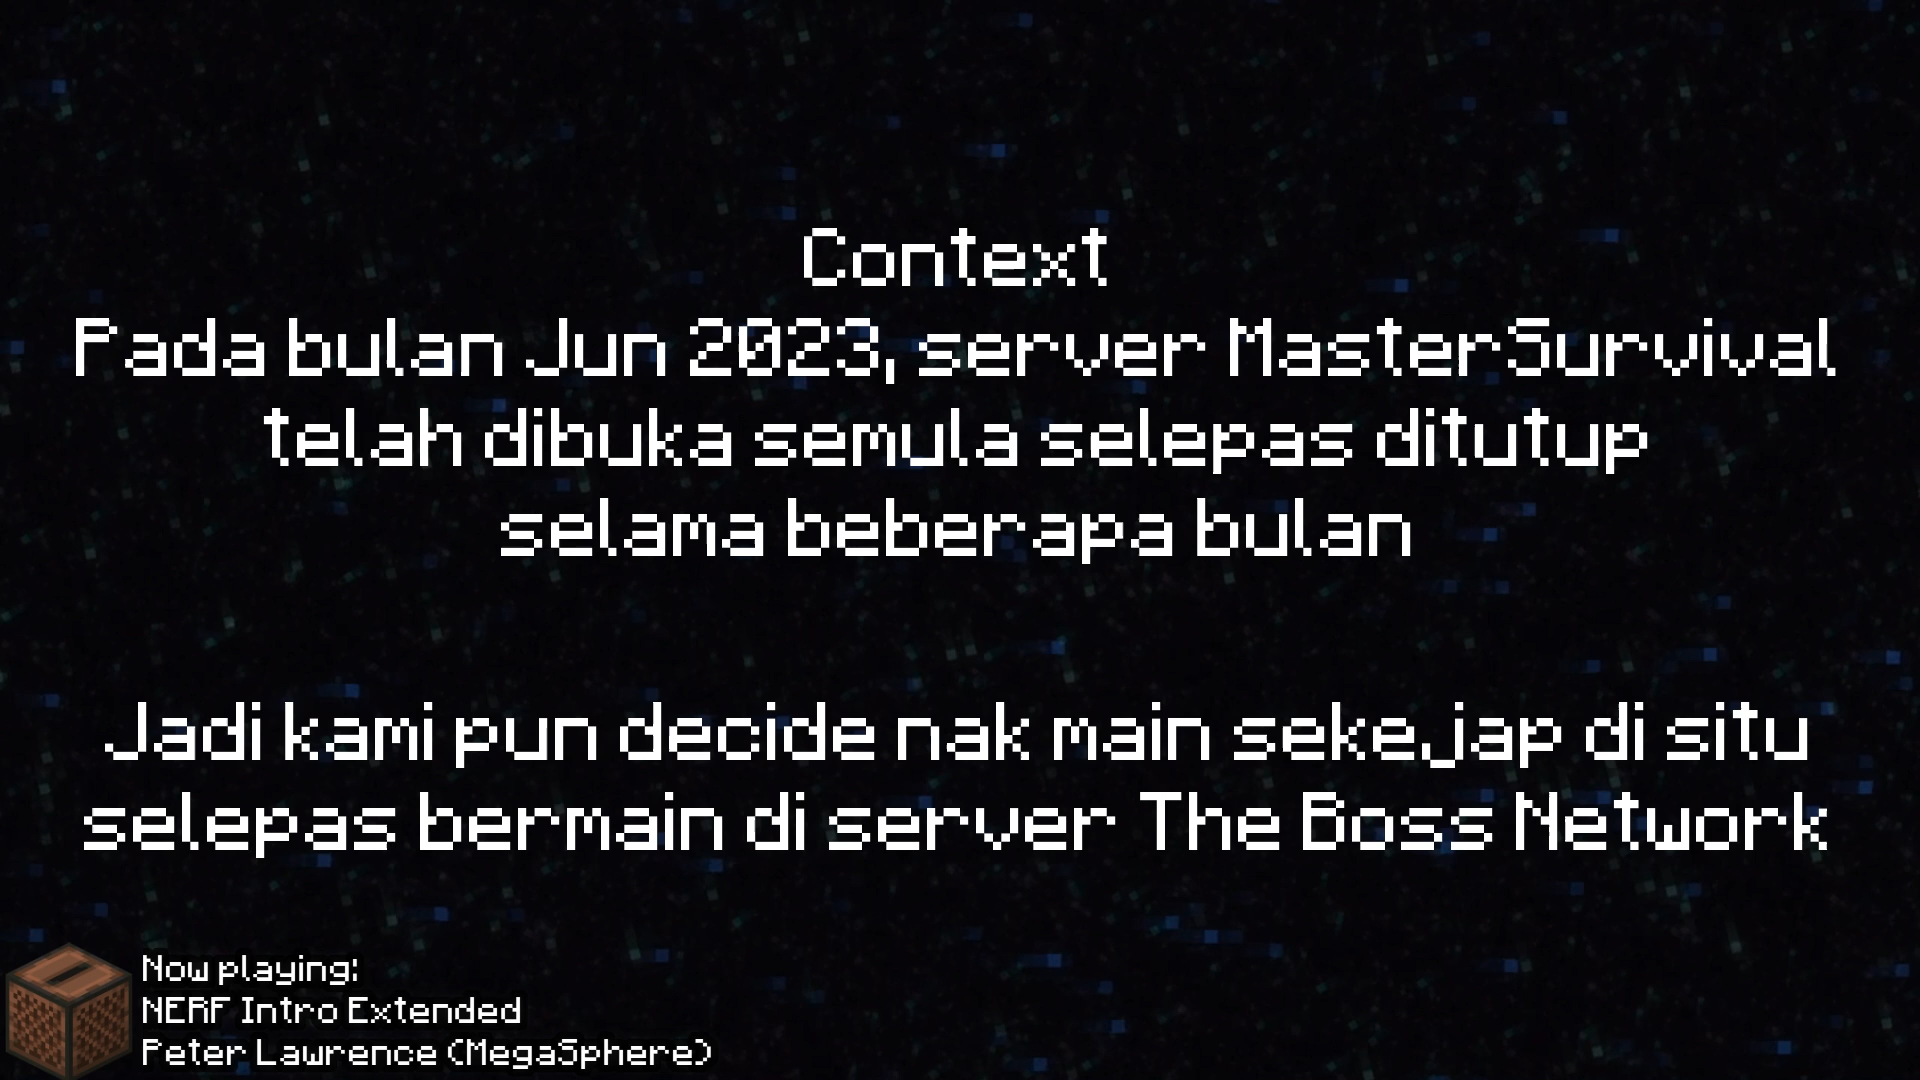 Context
Pada bulan Jun 2023, server MasterSurvival
telah dibuka semula selepas ditutup
selama beberapa bulan
Jadi kami pun decide nak main sekejap di situ
selepas bermain di server The Boss Network
Now playing:
NERF Intro Extended
Peter Lawrence (MegaSphere)